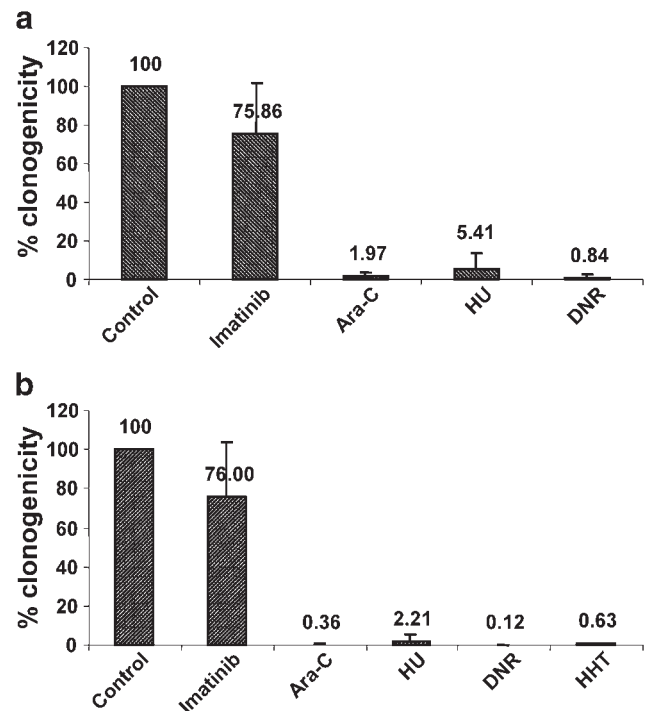 a
% clonogenicity
120
100
80
60
40
20
0
100
75.86
1.97
5.41
0.84
Control
Imatinib
Ara-C
HU
DNR
b
% clonogenicity
120
100
80
60
40
20
0
100
76.00
0.36
2.21
0.12
0.63
Control
Imatinib
Ara-C
HU
DNR
HHT